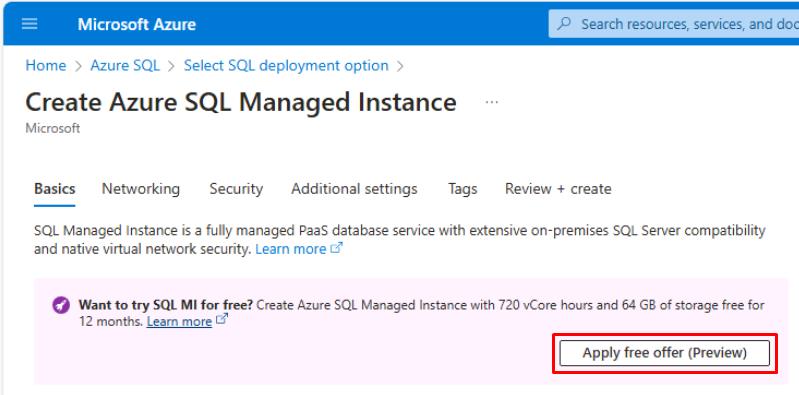 Microsoft Azure
Search resources, services, and doc
Home > Azure SQL > Select SQL deployment option >
Create Azure SQL Managed Instance ...
Microsoft
Basics Networking Security Additional settings Tags Review + create
SQL Managed Instance is a fully managed PaaS database service with extensive on-premises SQL Server compatibility
and native virtual network security. Learn more
Want to try SQL MI for free? Create Azure SQL Managed Instance with 720 vCore hours and 64 GB of storage free for
12 months. Learn more
Apply free offer (Preview)